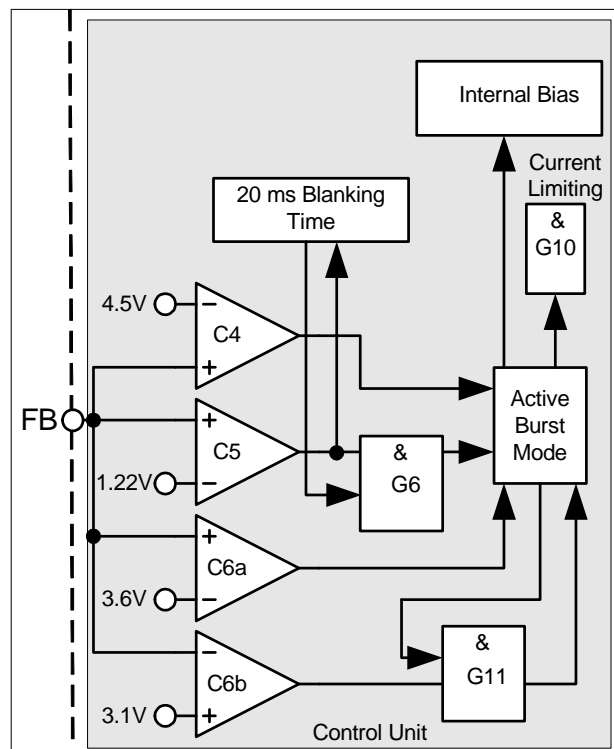 Internal Bias
Current
Limiting
20 ms Blanking
Time
&
G10
4.5V
−
C4
+
FB
+
C5
−
1.22V
&
G6
Active
Burst
Mode
+
C6a
−
3.6V
−
C6b
+
3.1V
&
G11
Control Unit